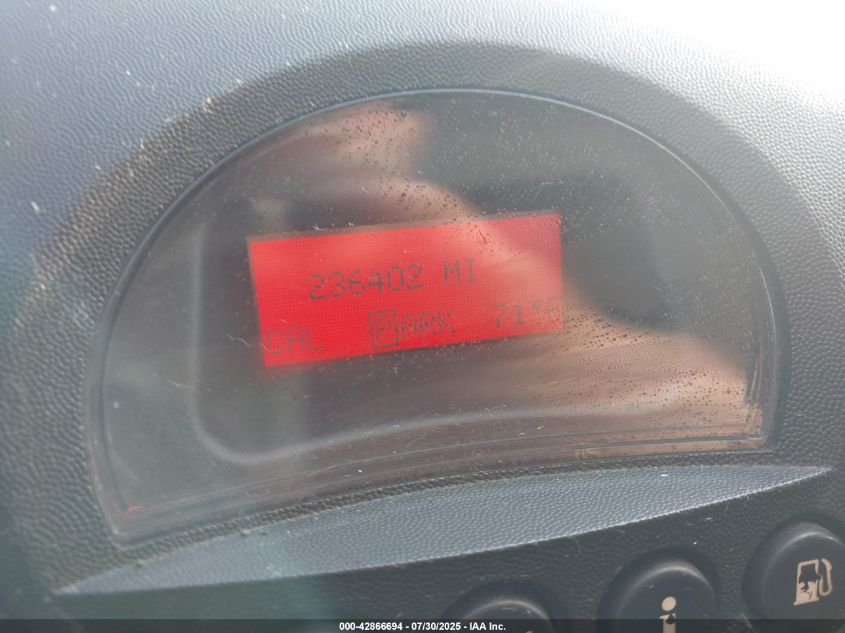 236402 MI
CAL PARK 71°F
i
000-42866694 - 07/30/2025 - IAA Inc.